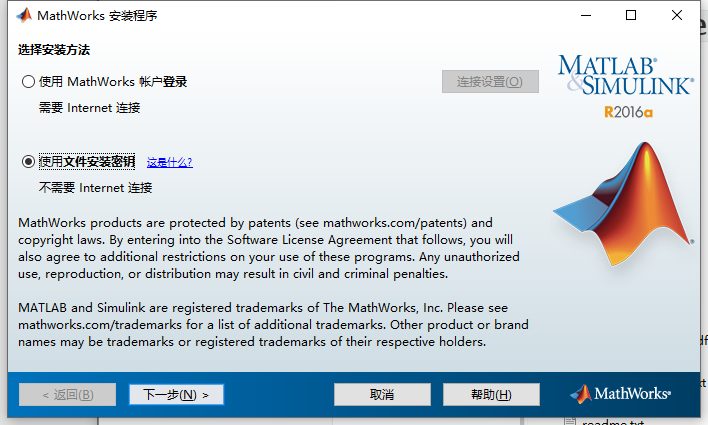 MathWorks 安装程序
选择安装方法
使用 MathWorks 帐户登录
连接设置(O)
需要 Internet 连接
使用文件安装密钥
这是什么?
不需要 Internet 连接
MATLAB®
&SIMULINK®
R2016a
MathWorks products are protected by patents (see mathworks.com/patents) and
copyright laws. By entering into the Software License Agreement that follows, you will
also agree to additional restrictions on your use of these programs. Any unauthorized
use, reproduction, or distribution may result in civil and criminal penalties.
MATLAB and Simulink are registered trademarks of The MathWorks, Inc. Please see
mathworks.com/trademarks for a list of additional trademarks. Other product or brand
names may be trademarks or registered trademarks of their respective holders.
< 返回(B)
下一步(N) >
取消
帮助(H)
MathWorks®
readme.txt